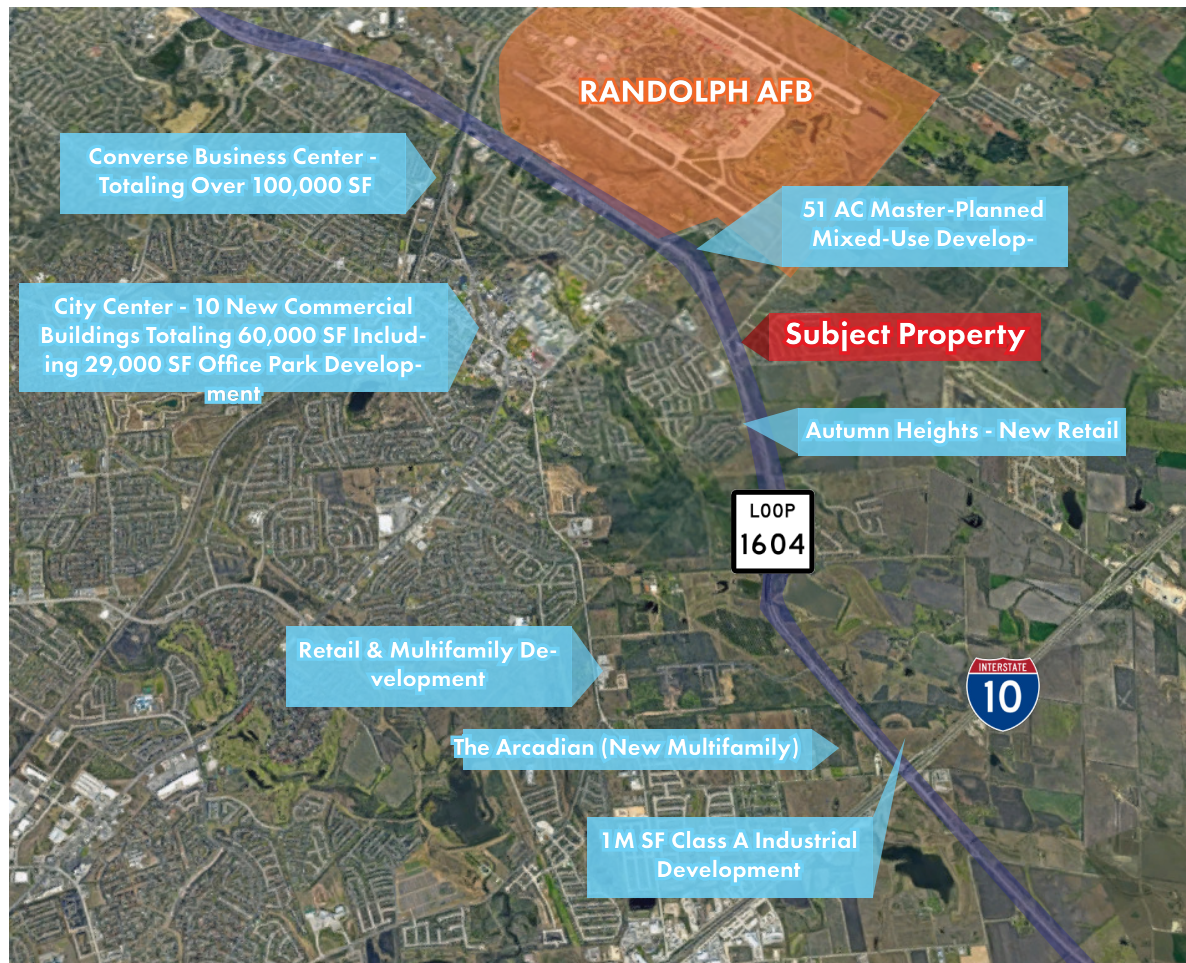 RANDOLPH AFB
Converse Business Center -
Totaling Over 100,000 SF
51 AC Master-Planned
Mixed-Use Develop-
City Center - 10 New Commercial
Buildings Totaling 60,000 SF Includ-
ing 29,000 SF Office Park Develop-
ment
Subject Property
Autumn Heights - New Retail
LOOP
1604
Retail & Multifamily De-
velopment
INTERSTATE
10
The Arcadian (New Multifamily)
1M SF Class A Industrial
Development